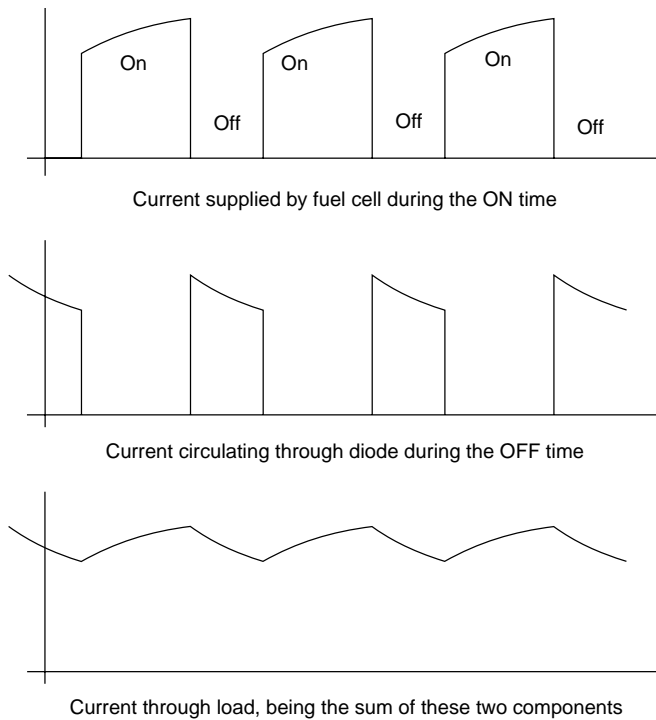 On
On
On
Off
Off
Off
Current supplied by fuel cell during the ON time
Current circulating through diode during the OFF time
Current through load, being the sum of these two components